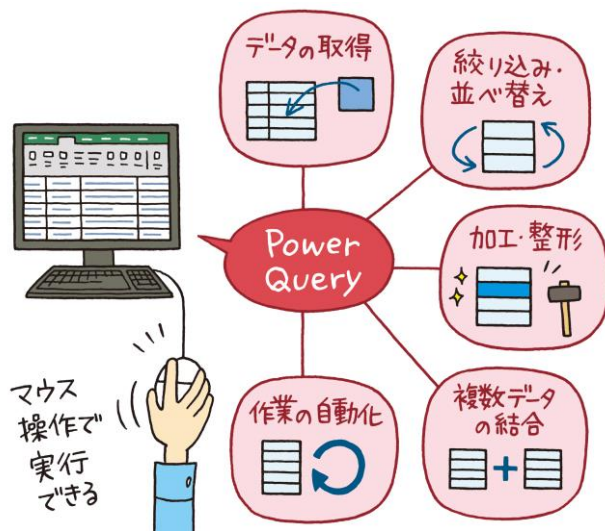 データの取得
絞り込み・
並べ替え
Power
Query
加工・整形
マウス
操作で
実行
できる
作業の自動化
複数データ
の結合